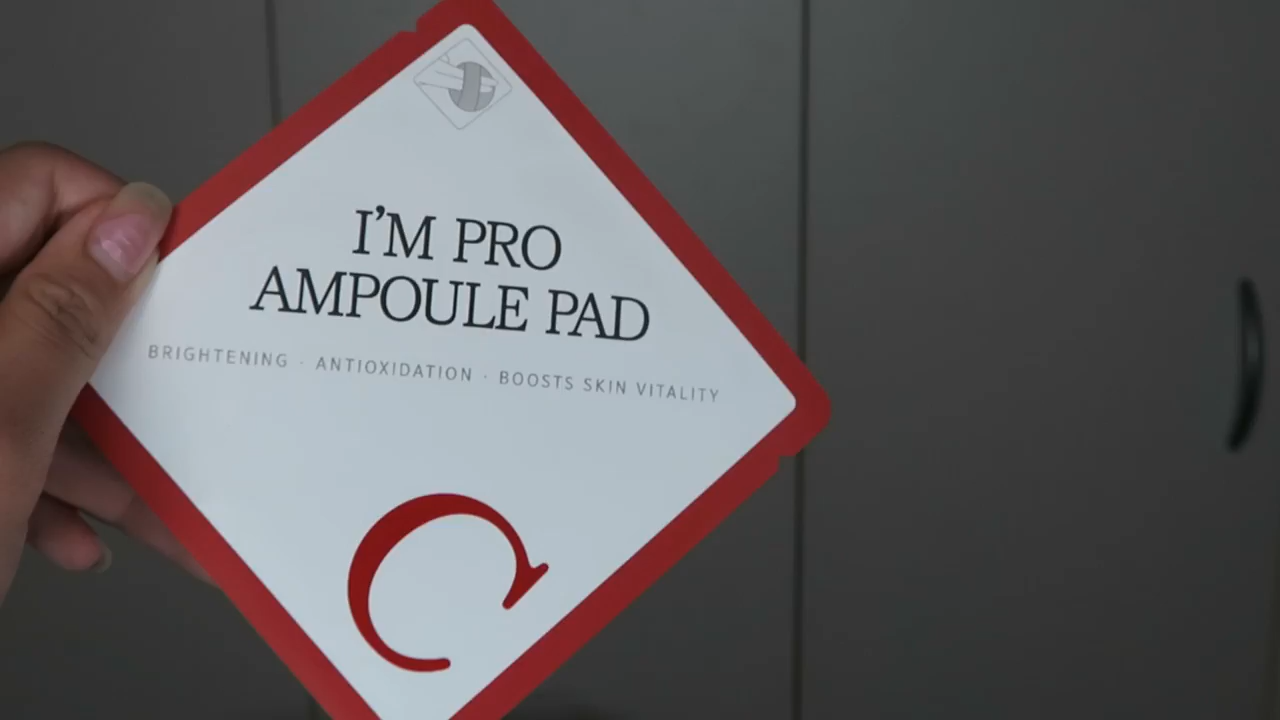 I'M PRO
AMPOULE PAD
BRIGHTENING · ANTIOXIDATION · BOOSTS SKIN VITALITY
C